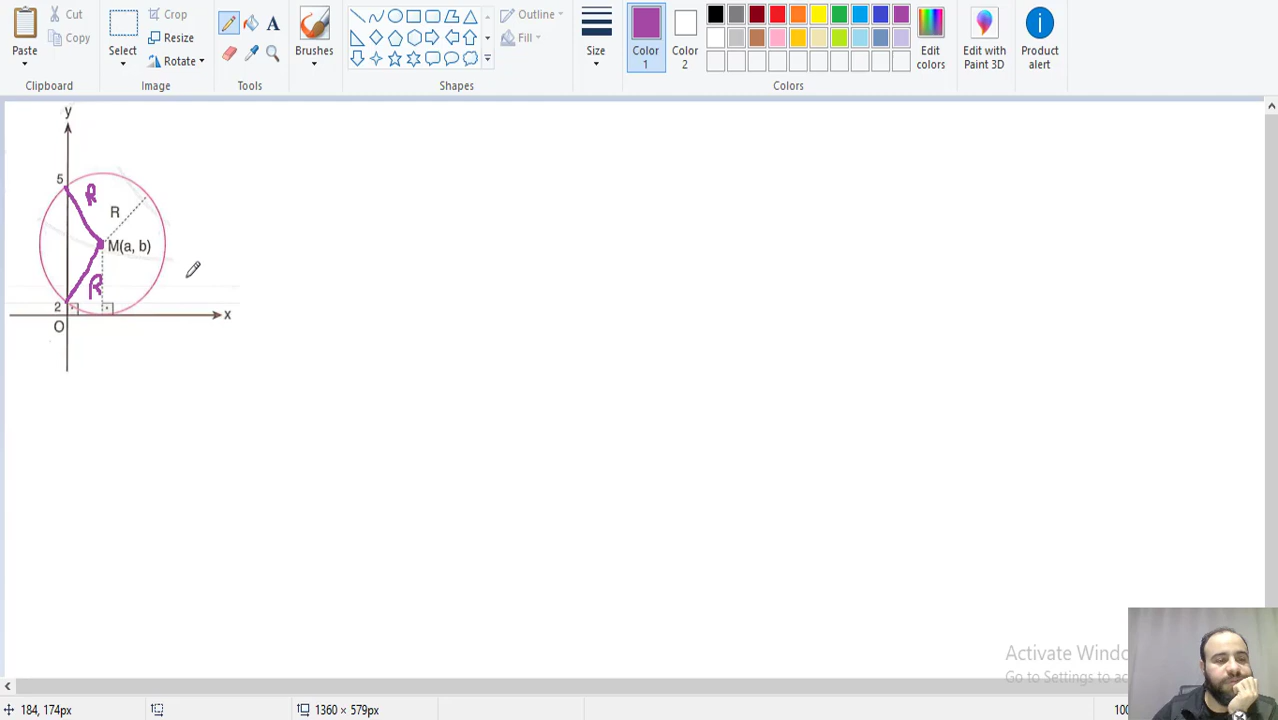 Paste
Cut
Copy
Clipboard
Select
Crop
Resize
Rotate
Image
A
Tools
Brushes
Outline
Fill
Shapes
Size
Color
1
Color
2
Colors
Edit
colors
Edit with
Paint 3D
Product
alert
y
5
R
R
M(a, b)
R
2
O
x
Activate Windo
Go to Settings to ac
184, 174px
1360 × 579px
100